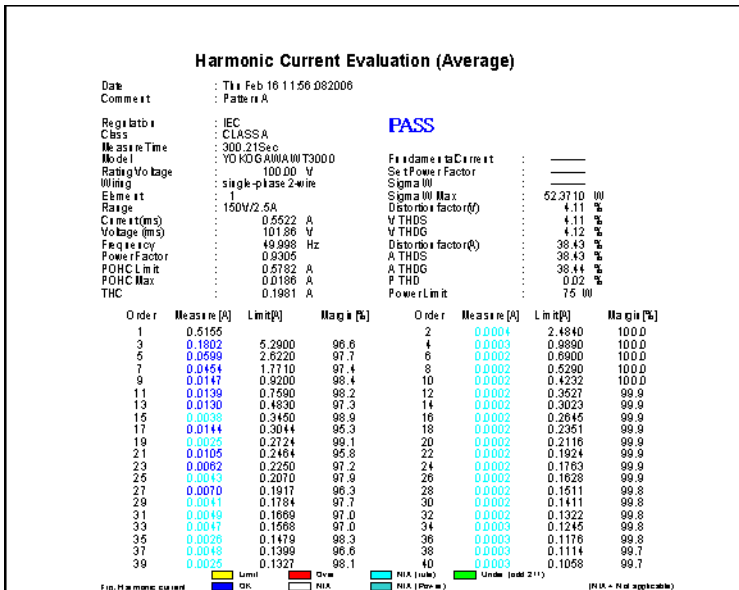 Harmonic Current Evaluation (Average)
Date : Thu Feb 16 11:56:08 2006
Comment : Pattern A
Regulation : IEC PASS
Class : CLASS A
Measure Time : 300.21Sec
Model : YOKOGAWA WT3000 Fundamental Current :
Rating Voltage : 100.00 V Set Power Factor :
Wiring : single-phase 2-wire Sigma W :
Element : 1 Sigma W Max : 52.3710 W
Range : 150V/2.5A Distortion factor(V) : 4.11 %
Current(rms) : 0.5522 A V THDS : 4.11 %
Voltage (rms) : 101.86 V V THDG : 4.12 %
Frequency : 49.998 Hz Distortion factor(A) : 38.43 %
Power Factor : 0.9305 A THDS : 38.43 %
POHC Limit : 0.5782 A A THDG : 38.44 %
POHC Max : 0.0186 A P THD : 0.02 %
THC : 0.1981 A Power Limit : 75 W
Order Measure [A] Limit[A] Margin [%] Order Measure [A] Limit[A] Margin [%]
1 0.5155 2 0.0004 2.4840 100.0
3 0.1802 5.2900 96.6 4 0.0003 0.9890 100.0
5 0.0599 2.6220 97.7 6 0.0002 0.6900 100.0
7 0.0454 1.7710 97.4 8 0.0002 0.5290 100.0
9 0.0147 0.9200 98.4 10 0.0002 0.4232 100.0
11 0.0139 0.7590 98.2 12 0.0002 0.3527 99.9
13 0.0130 0.4830 97.3 14 0.0002 0.3023 99.9
15 0.0038 0.3450 98.9 16 0.0002 0.2645 99.9
17 0.0144 0.3044 95.3 18 0.0002 0.2351 99.9
19 0.0025 0.2724 99.1 20 0.0002 0.2116 99.9
21 0.0105 0.2464 95.8 22 0.0002 0.1924 99.9
23 0.0062 0.2250 97.2 24 0.0002 0.1763 99.9
25 0.0043 0.2070 97.9 26 0.0002 0.1628 99.9
27 0.0070 0.1917 96.3 28 0.0002 0.1511 99.8
29 0.0041 0.1784 97.7 30 0.0002 0.1411 99.8
31 0.0049 0.1669 97.0 32 0.0002 0.1322 99.8
33 0.0047 0.1568 97.0 34 0.0003 0.1245 99.8
35 0.0026 0.1479 98.3 36 0.0003 0.1176 99.8
37 0.0048 0.1399 96.6 38 0.0003 0.1114 99.7
39 0.0025 0.1327 98.1 40 0.0003 0.1058 99.7
Limit Over N/A (rule) Under (odd 21+)
Fig. Harmonic current OK N/A N/A (Power) (N/A = Not applicable)